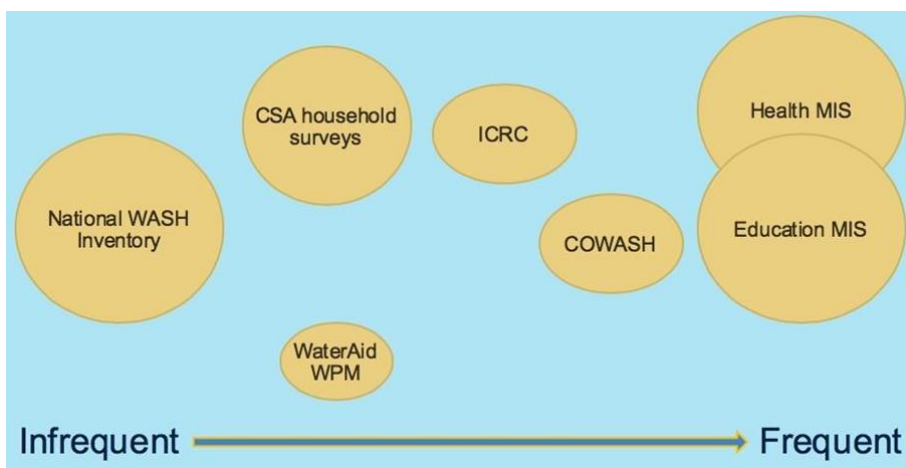 CSA household
surveys
ICRC
Health MIS
National WASH
Inventory
COWASH
Education MIS
WaterAid
WPM
Infrequent
Frequent